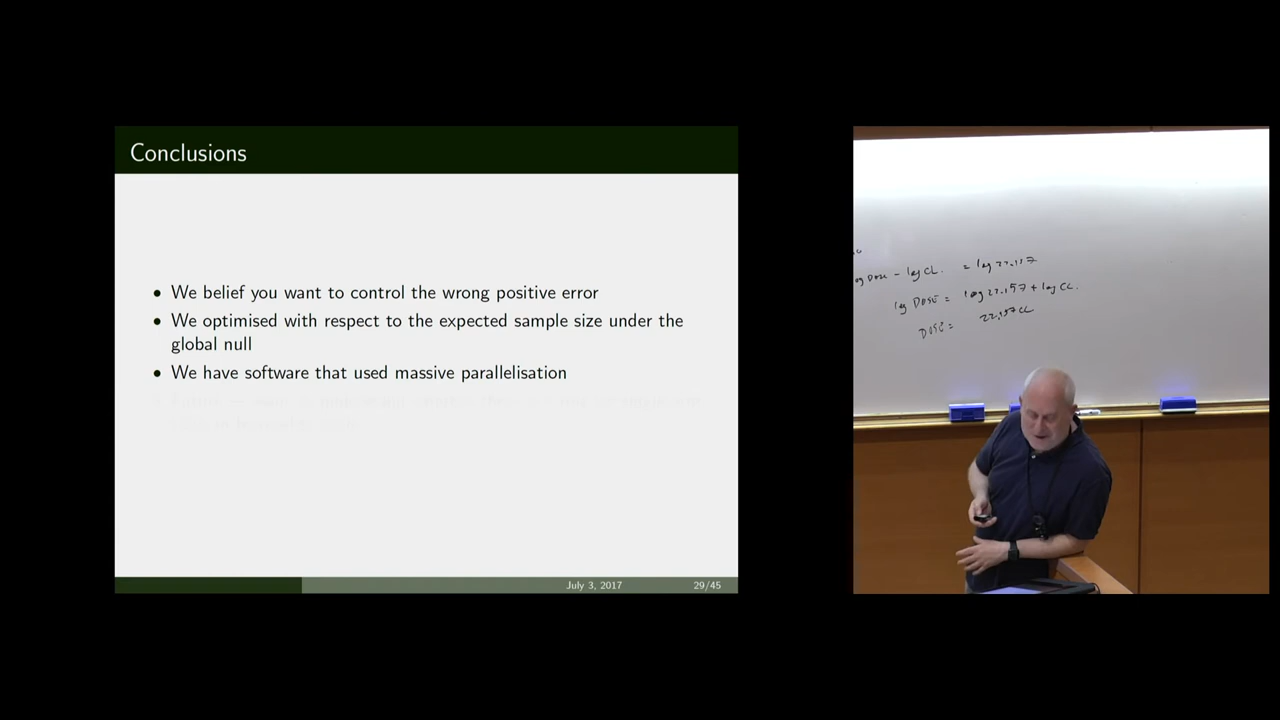 Conclusions
• We belief you want to control the wrong positive error
• We optimised with respect to the expected sample size under the
global null
• We have software that used massive parallelisation
July 3, 2017 29/45
Dose - log CL. = log 22.157
log DOSE = log 22.157 + log CL.
DOSE = 22.157 CL